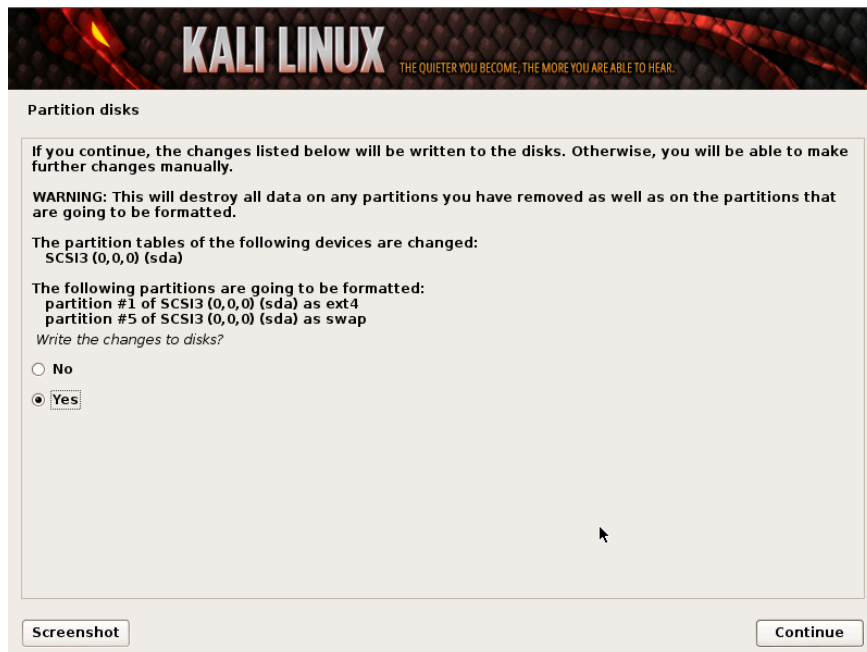 KALI LINUX
THE QUIETER YOU BECOME, THE MORE YOU ARE ABLE TO HEAR.
Partition disks
If you continue, the changes listed below will be written to the disks. Otherwise, you will be able to make
further changes manually.
WARNING: This will destroy all data on any partitions you have removed as well as on the partitions that
are going to be formatted.
The partition tables of the following devices are changed:
SCSI3 (0,0,0) (sda)
The following partitions are going to be formatted:
partition #1 of SCSI3 (0,0,0) (sda) as ext4
partition #5 of SCSI3 (0,0,0) (sda) as swap
Write the changes to disks?
No
Yes
Screenshot
Continue